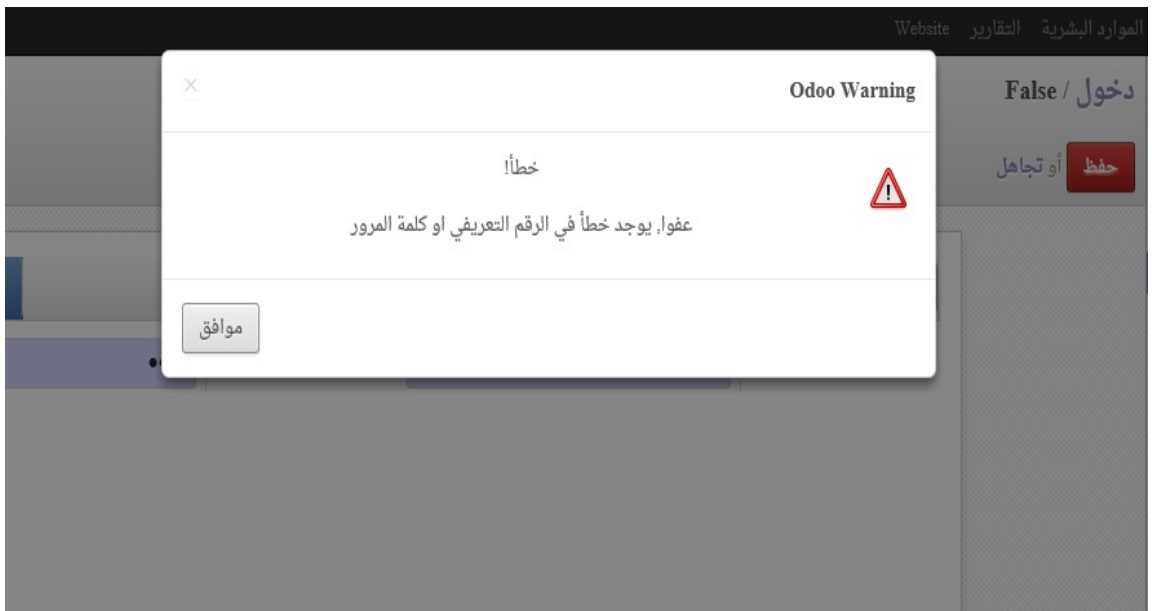 الموارد البشرية التقارير Website
دخول / False
حفظ أو تجاهل
Odoo Warning
x
خطأ!
عفوا, يوجد خطأ في الرقم التعريفي او كلمة المرور
موافق